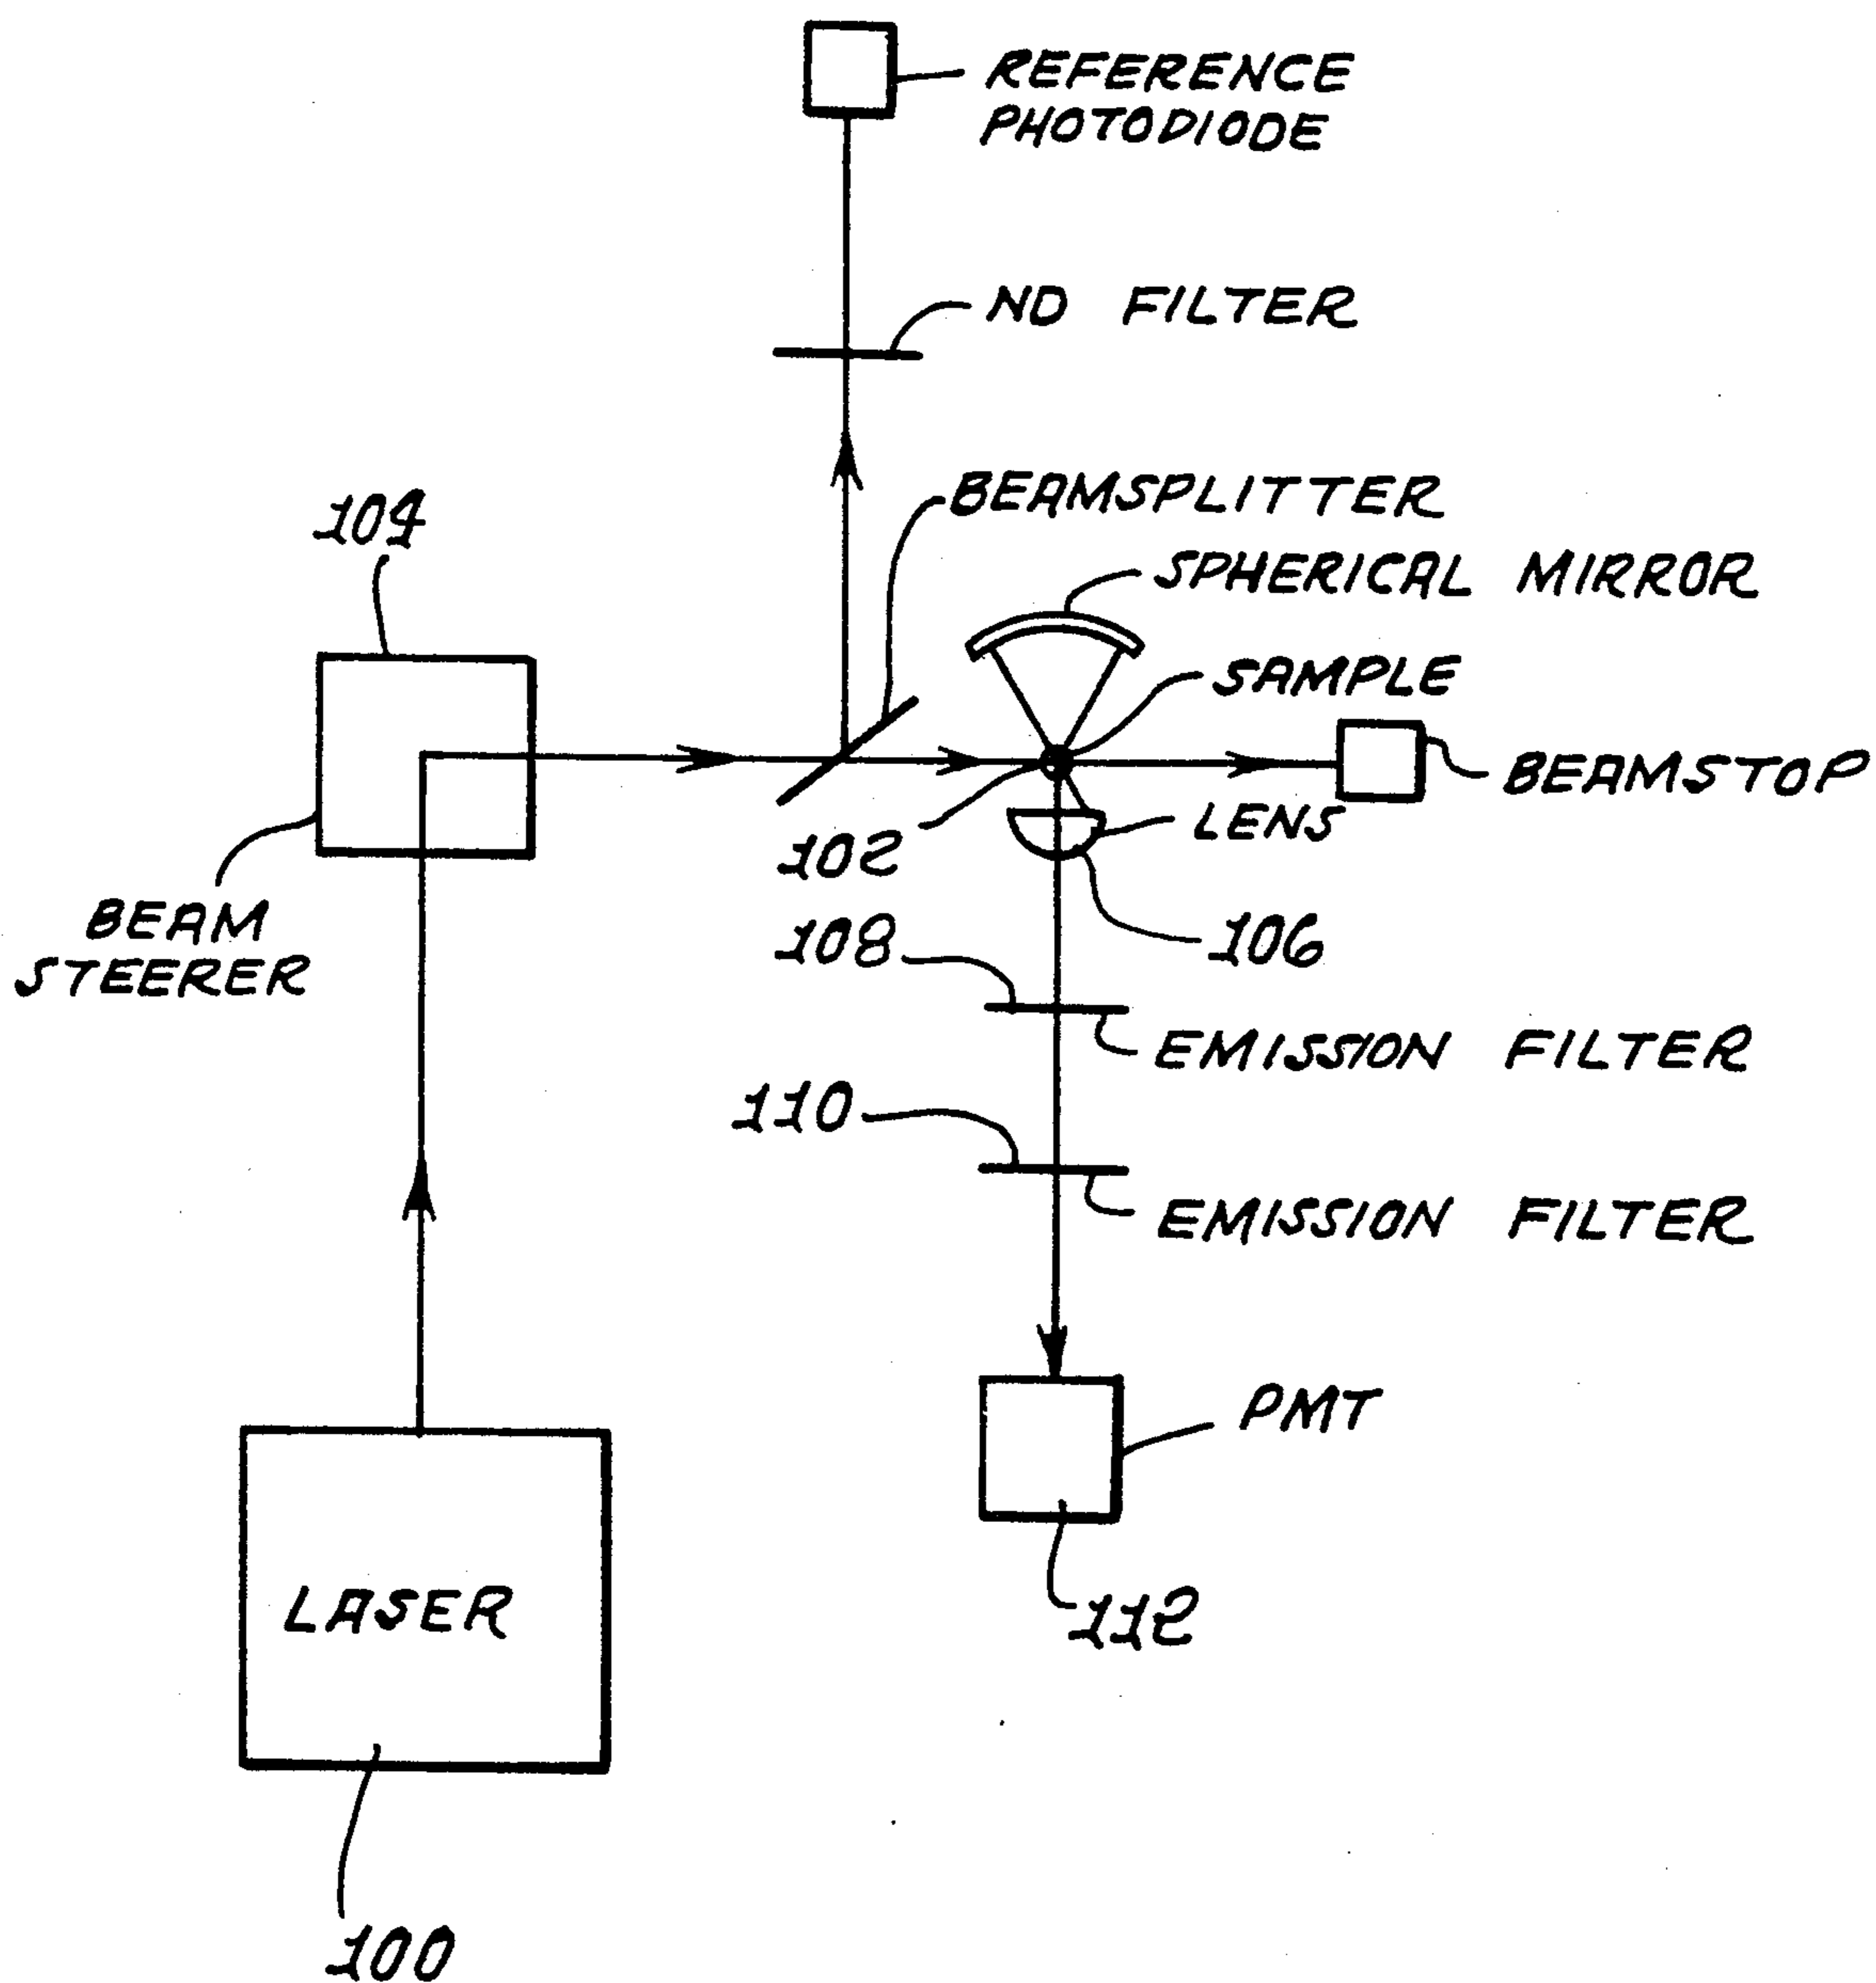 REFERENCE
PHOTODIODE
ND FILTER
BEAMSPLITTER
104
SPHERICAL MIRROR
SAMPLE
BEAMSTOP
LENS
102
BEAM
STEERER
108
106
EMISSION FILTER
110
EMISSION FILTER
PMT
LASER
112
100